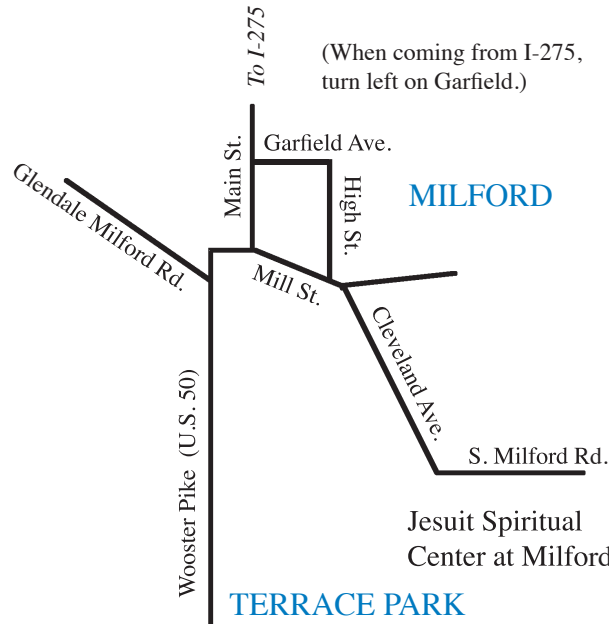 To I-275
(When coming from I-275,
turn left on Garfield.)
Garfield Ave.
Main St.
High St.
MILFORD
Glendale Milford Rd.
Mill St.
Cleveland Ave.
Wooster Pike (U.S. 50)
S. Milford Rd.
Jesuit Spiritual
Center at Milford
TERRACE PARK